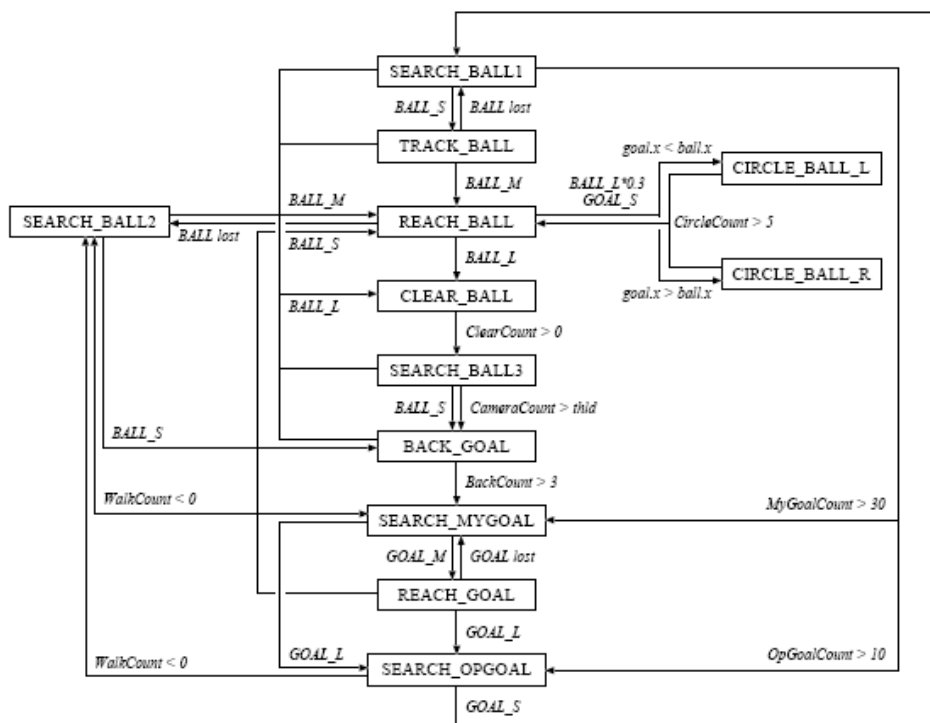 SEARCH_BALL1
BALL_S
BALL lost
TRACK_BALL
goal.x < ball.x
CIRCLE_BALL_L
BALL_M
BALL_L*0.3
GOAL_S
BALL_M
SEARCH_BALL2
REACH_BALL
CircleCount > 5
BALL lost
BALL_S
BALL_L
CIRCLE_BALL_R
goal.x > ball.x
CLEAR_BALL
BALL_L
ClearCount > 0
SEARCH_BALL3
BALL_S
CameraCount > thld
BALL_S
BACK_GOAL
BackCount > 3
WalkCount < 0
MyGoalCount > 30
SEARCH_MYGOAL
GOAL_M
GOAL lost
REACH_GOAL
GOAL_L
WalkCount < 0
GOAL_L
OpGoalCount > 10
SEARCH_OPGOAL
GOAL_S